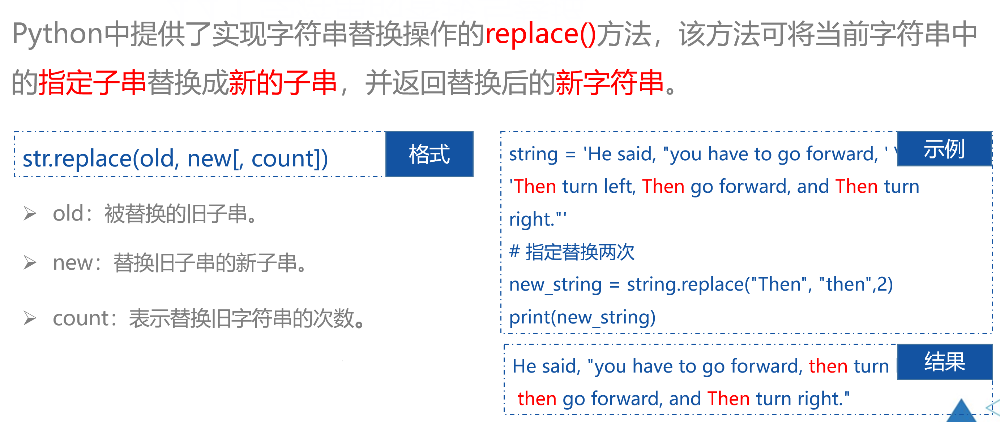 Python中提供了实现字符串替换操作的replace()方法，该方法可将当前字符串中
的指定子串替换成新的子串，并返回替换后的新字符串。
str.replace(old, new[, count])
格式
old：被替换的旧子串。
new：替换旧子串的新子串。
count：表示替换旧字符串的次数。
示例
string = 'He said, "you have to go forward, ' \
'Then turn left, Then go forward, and Then turn
right."'
# 指定替换两次
new_string = string.replace("Then", "then",2)
print(new_string)
结果
He said, "you have to go forward, then turn
then go forward, and Then turn right."